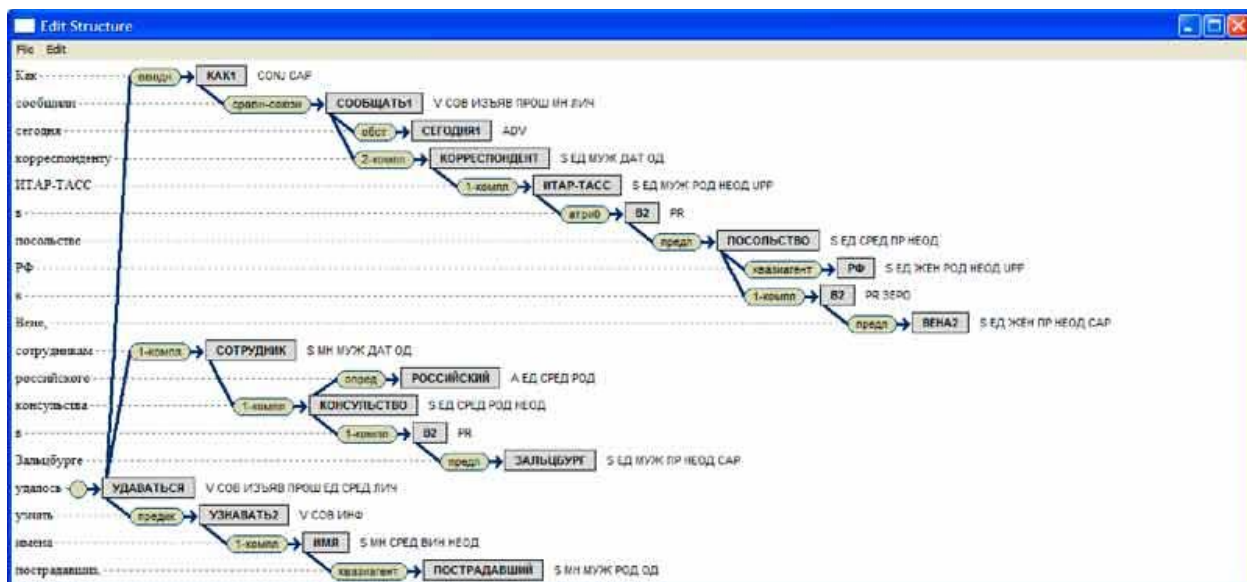 Edit Structure
File Edit
Как вводн КАК1 CONJ CAP
сообщили сравн-союзн СООБЩАТЬ1 V СОВ ИЗЪЯВ ПРОШ МН ЛИЧ
сегодня обст СЕГОДНЯ1 ADV
корреспонденту 2-компл КОРРЕСПОНДЕНТ S ЕД МУЖ ДАТ ОД
ИТАР-ТАСС 1-компл ИТАР-ТАСС S ЕД МУЖ РОД НЕОД UPP
в атриб В2 PR
посольстве предл ПОСОЛЬСТВО S ЕД СРЕД ПР НЕОД
РФ квазиагент РФ S ЕД ЖЕН РОД НЕОД UPP
в 1-компл В2 PR ЗЕРО
Вене, предл ВЕНА2 S ЕД ЖЕН ПР НЕОД CAP
сотрудникам 1-компл СОТРУДНИК S МН МУЖ ДАТ ОД
российского опред РОССИЙСКИЙ A ЕД СРЕД РОД
консульства 1-компл КОНСУЛЬСТВО S ЕД СРЕД РОД НЕОД
в 1-компл В2 PR
Зальцбурге предл ЗАЛЬЦБУРГ S ЕД МУЖ ПР НЕОД CAP
удалось УДАВАТЬСЯ V СОВ ИЗЪЯВ ПРОШ ЕД СРЕД ЛИЧ
узнать предик УЗНАВАТЬ2 V СОВ ИНФ
имена 1-компл ИМЯ S МН СРЕД ВИН НЕОД
пострадавших. квазиагент ПОСТРАДАВШИЙ S МН МУЖ РОД ОД